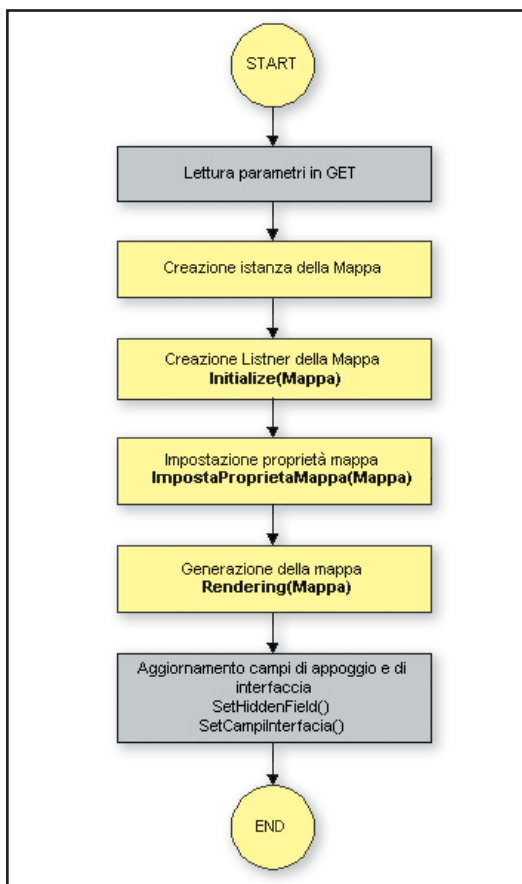 START
Lettura parametri in GET
Creazione istanza della Mappa
Creazione Listner della Mappa
Initialize(Mappa)
Impostazione proprietà mappa
ImpostaProprietaMappa(Mappa)
Generazione della mappa
Rendering(Mappa)
Aggiornamento campi di appoggio e di
interfaccia
SetHiddenField()
SetCampiInterfacia()
END